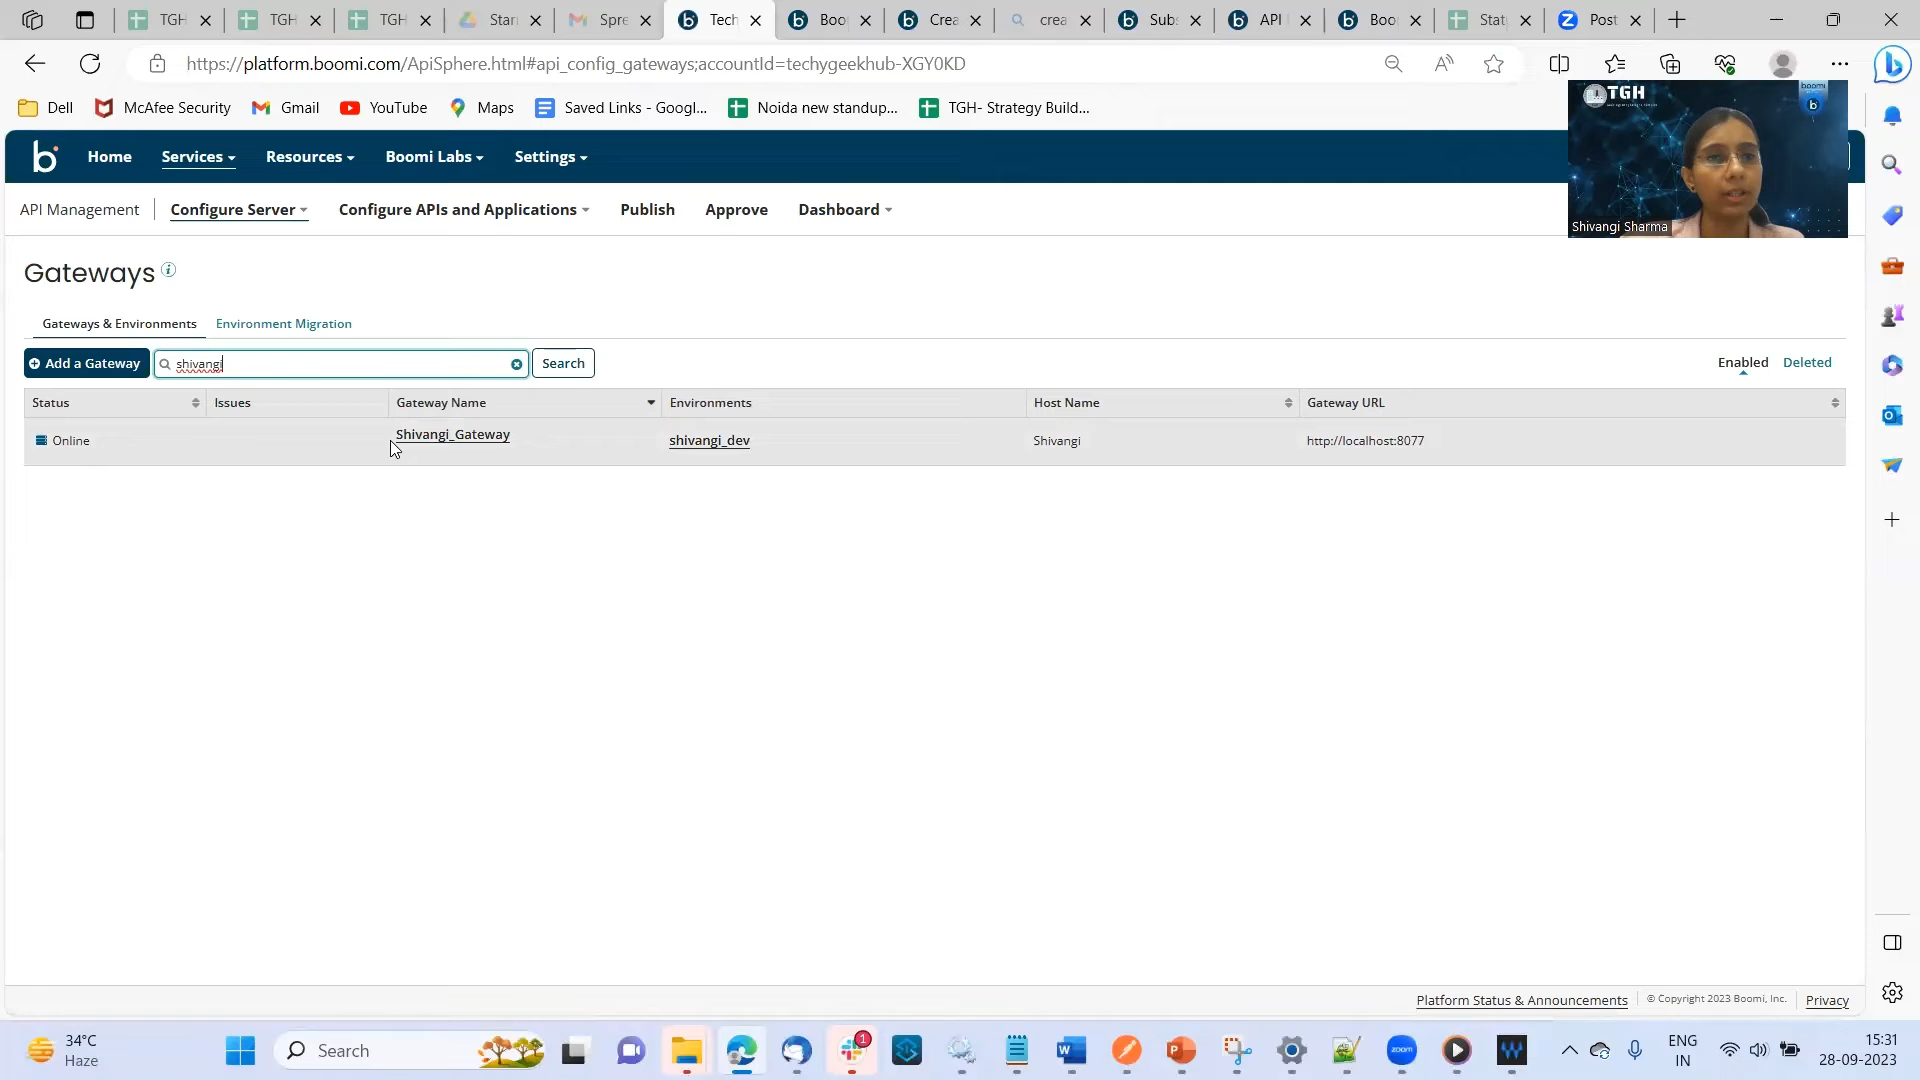 TGH
TGH
TGH
Star
Spre
Tech
Boo
Crea
crea
Sub
API
Boo
Stat
Post
https://platform.boomi.com/ApiSphere.html#api_config_gateways;accountId=techygeekhub-XGY0KD
Dell
McAfee Security
Gmail
YouTube
Maps
Saved Links - Googl...
Noida new standup...
TGH- Strategy Build...
TGH
boomi
b
Shivangi Sharma
Home
Services
Resources
Boomi Labs
Settings
API Management
Configure Server
Configure APIs and Applications
Publish
Approve
Dashboard
Gateways
Gateways & Environments
Environment Migration
Add a Gateway
shivangi
Search
Enabled
Deleted
Status
Issues
Gateway Name
Environments
Host Name
Gateway URL
Online
Shivangi_Gateway
shivangi_dev
Shivangi
http://localhost:8077
Platform Status & Announcements
© Copyright 2023 Boomi, Inc.
Privacy
34°C
Haze
Search
1
zoom
ENG
IN
15:31
28-09-2023